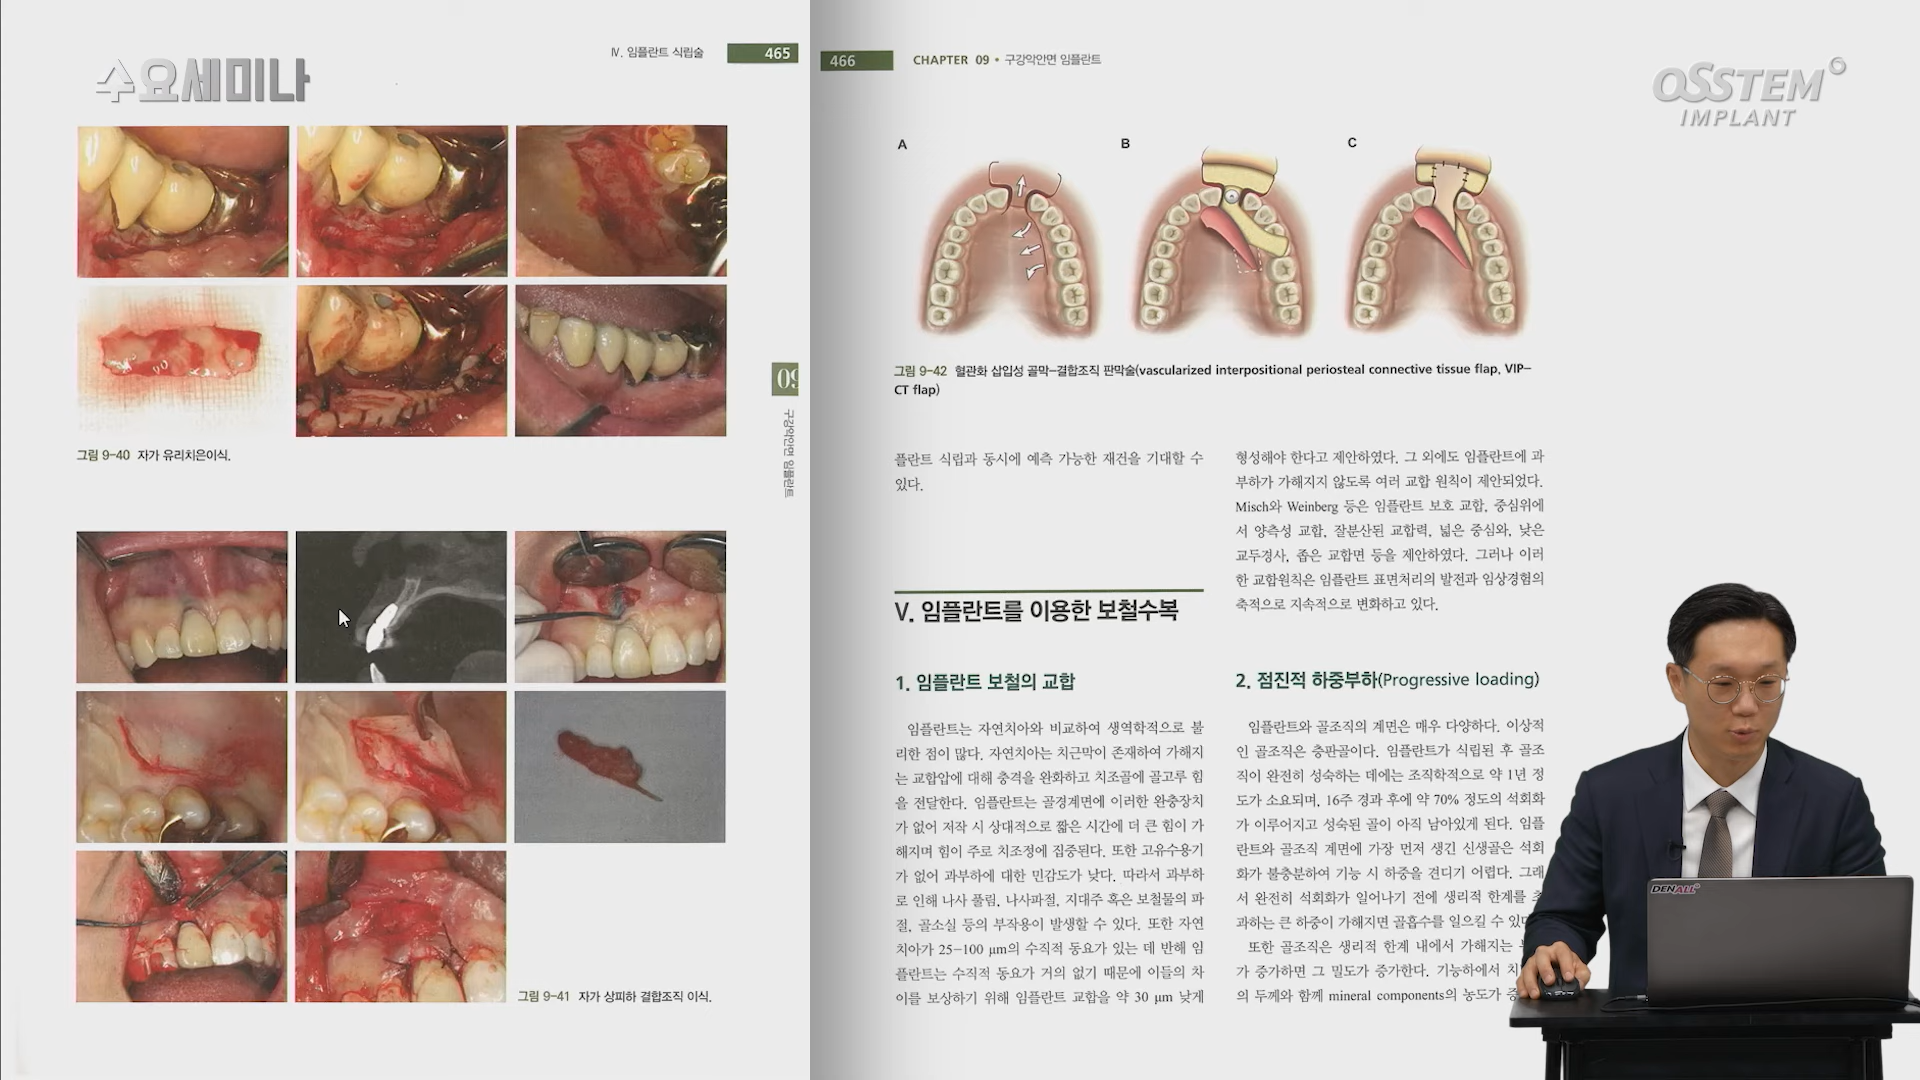 수요세미나
Ⅳ. 임플란트 식립술 465
그림 9-40 자가 유리치은이식.
09
구강악안면 임플란트
그림 9-41 자가 상피하 결합조직 이식.
466 CHAPTER 09 • 구강악안면 임플란트
OSSTEM
IMPLANT
A
B
C
그림 9-42 혈관화 삽입성 골막-결합조직 판막술(vascularized interpositional periosteal connective tissue flap, VIP-
CT flap)
플란트 식립과 동시에 예측 가능한 재건을 기대할 수
있다.
Ⅴ. 임플란트를 이용한 보철수복
1. 임플란트 보철의 교합
임플란트는 자연치아와 비교하여 생역학적으로 불
리한 점이 많다. 자연치아는 치근막이 존재하여 가해지
는 교합압에 대해 충격을 완화하고 치조골에 골고루 힘
을 전달한다. 임플란트는 골경계면에 이러한 완충장치
가 없어 저작 시 상대적으로 짧은 시간에 더 큰 힘이 가
해지며 힘이 주로 치조정에 집중된다. 또한 고유수용기
가 없어 과부하에 대한 민감도가 낮다. 따라서 과부하
로 인해 나사 풀림, 나사파절, 지대주 혹은 보철물의 파
절, 골소실 등의 부작용이 발생할 수 있다. 또한 자연
치아가 25-100 μm의 수직적 동요가 있는 데 반해 임
플란트는 수직적 동요가 거의 없기 때문에 이들의 차
이를 보상하기 위해 임플란트 교합을 약 30 μm 낮게
형성해야 한다고 제안하였다. 그 외에도 임플란트에 과
부하가 가해지지 않도록 여러 교합 원칙이 제안되었다.
Misch와 Weinberg 등은 임플란트 보호 교합, 중심위에
서 양측성 교합, 잘분산된 교합력, 넓은 중심와, 낮은
교두경사, 좁은 교합면 등을 제안하였다. 그러나 이러
한 교합원칙은 임플란트 표면처리의 발전과 임상경험의
축적으로 지속적으로 변화하고 있다.
2. 점진적 하중부하(Progressive loading)
임플란트와 골조직의 계면은 매우 다양하다. 이상적
인 골조직은 층판골이다. 임플란트가 식립된 후 골조
직이 완전히 성숙하는 데에는 조직학적으로 약 1년 정
도가 소요되며, 16주 경과 후에 약 70% 정도의 석회화
가 이루어지고 성숙된 골이 아직 남아있게 된다. 임플
란트와 골조직 계면에 가장 먼저 생긴 신생골은 석회
화가 불충분하여 기능 시 하중을 견디기 어렵다. 그래
서 완전히 석회화가 일어나기 전에 생리적 한계를 초
과하는 큰 하중이 가해지면 골흡수를 일으킬 수 있
또한 골조직은 생리적 한계 내에서 가해지는
가 증가하면 그 밀도가 증가한다. 기능하에서
의 두께와 함께 mineral components의 농도가
DENALL